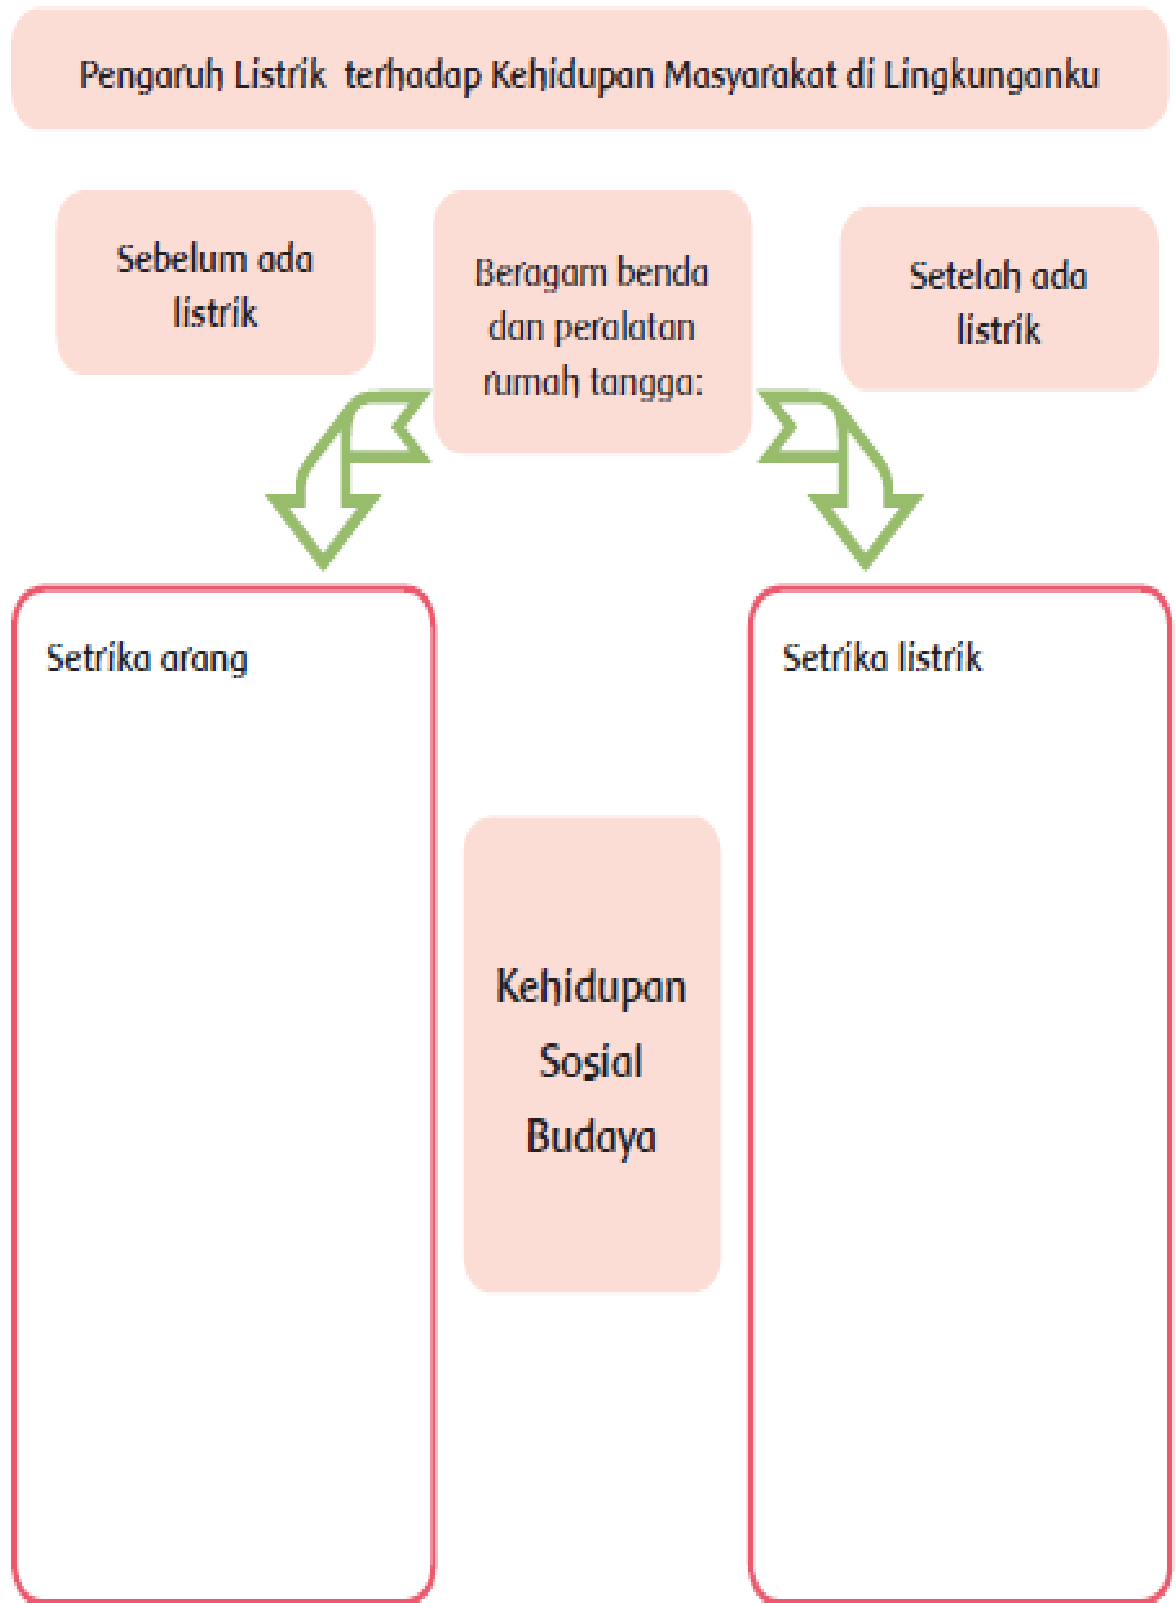 Pengaruh Listrik terhadap Kehidupan Masyarakat di Lingkunganku
Sebelum ada
listrik
Beragam benda
dan peralatan
rumah tangga:
Setelah ada
listrik
Setrika arang
Setrika listrik
Kehidupan
Sosial
Budaya